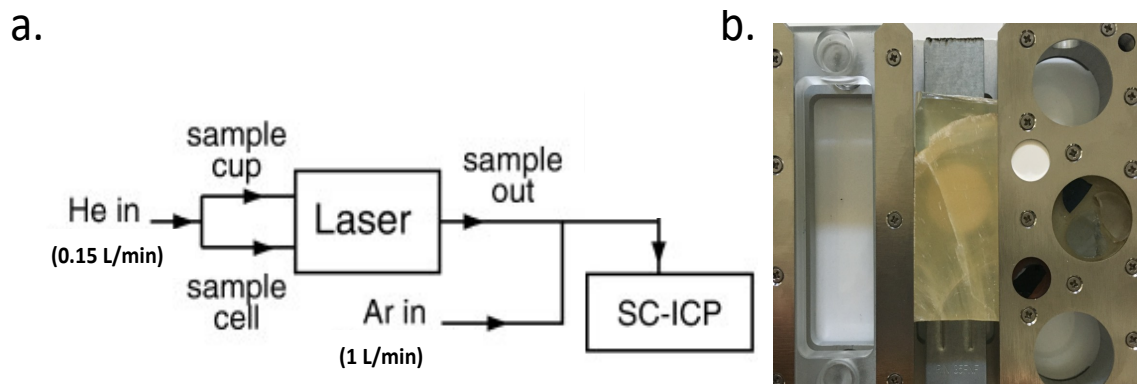 a.
b.
sample
cup
sample
out
He in
Laser
(0.15 L/min)
sample
cell
Ar in
SC-ICP
(1 L/min)